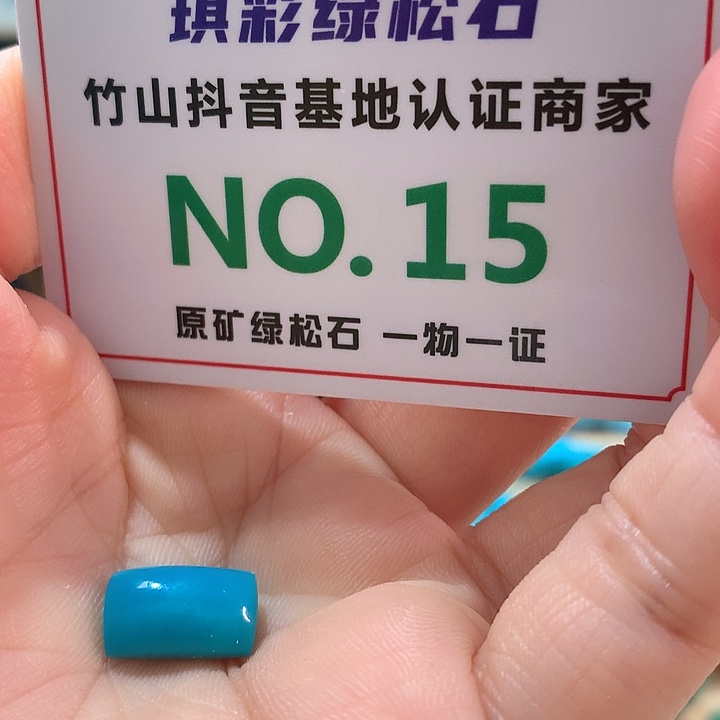 琪彩绿松石
竹山抖音基地认证商家
NO.15
原矿绿松石 一物一证